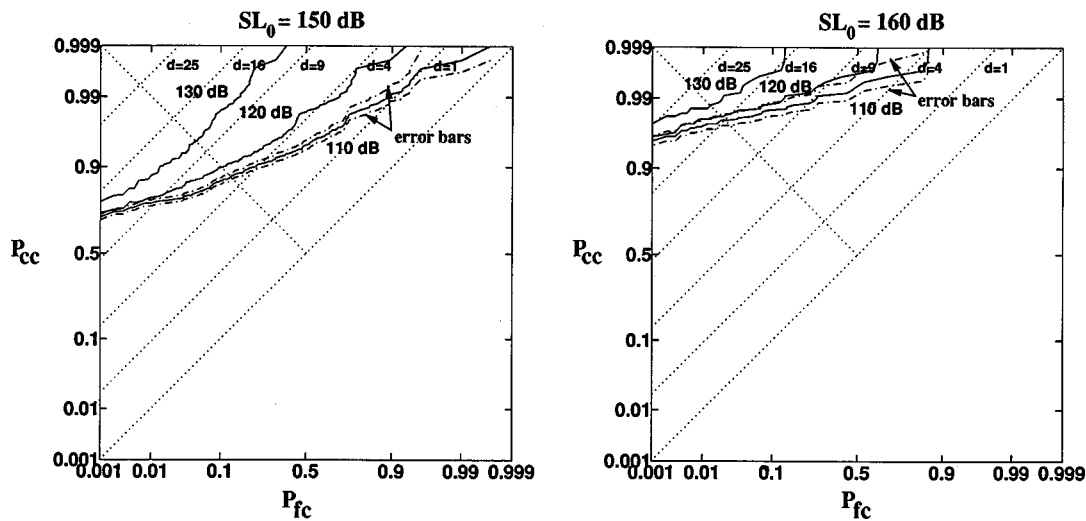 SL0 = 150 dB
0.999
0.99
0.9
0.5
0.1
0.01
0.001
Pcc
d=25
d=16
d=9
d=4
d=1
130 dB
120 dB
110 dB
error bars
0.001
0.01
0.1
0.5
0.9
0.99
0.999
Pfc
SL0 = 160 dB
0.999
0.99
0.9
0.5
0.1
0.01
0.001
Pcc
d=25
d=16
d=9
d=4
d=1
130 dB
120 dB
110 dB
error bars
0.001
0.01
0.1
0.5
0.9
0.99
0.999
Pfc